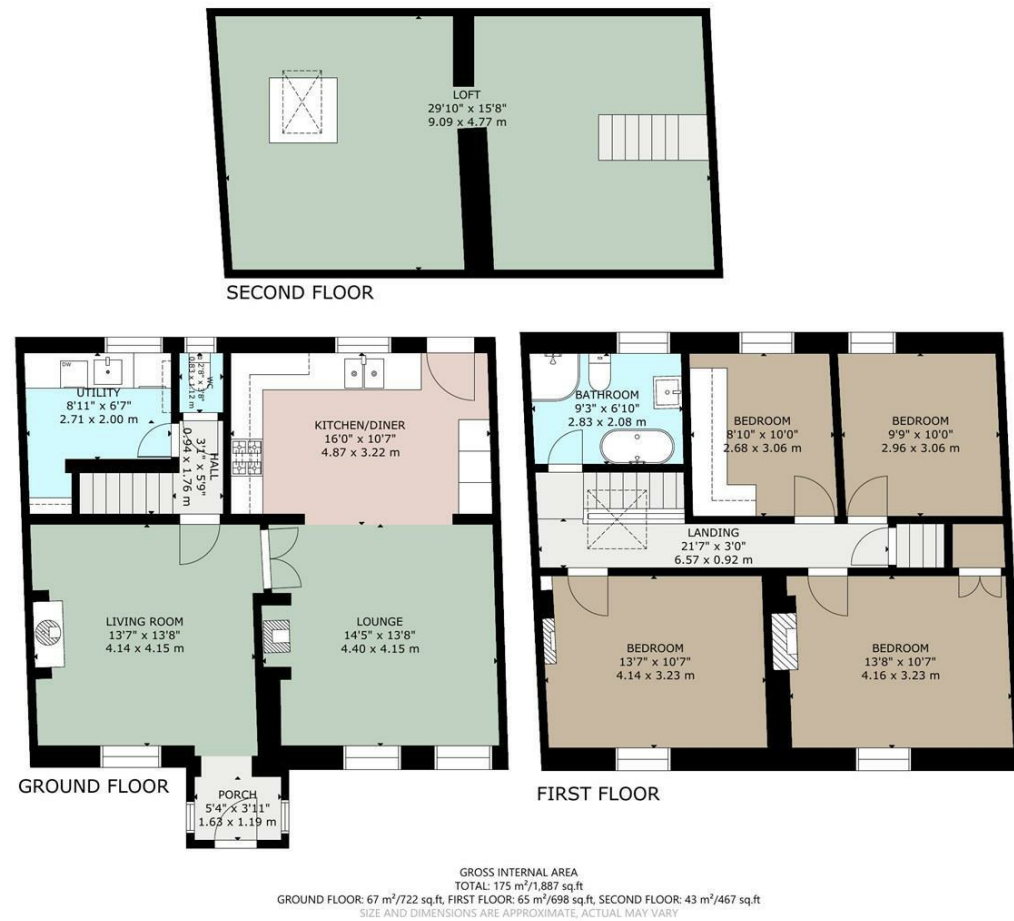 LOFT
29'10" x 15'8"
9.09 x 4.77 m
SECOND FLOOR
DW
UTILITY
8'11" x 6'7"
2.71 x 2.00 m
WC
2'8" x 3'8"
0.83 x 1.12 m
HALL
3'1" x 5'9"
0.94 x 1.76 m
KITCHEN/DINER
16'0" x 10'7"
4.87 x 3.22 m
LIVING ROOM
13'7" x 13'8"
4.14 x 4.15 m
LOUNGE
14'5" x 13'8"
4.40 x 4.15 m
PORCH
5'4" x 3'11"
1.63 x 1.19 m
GROUND FLOOR
BATHROOM
9'3" x 6'10"
2.83 x 2.08 m
BEDROOM
8'10" x 10'0"
2.68 x 3.06 m
BEDROOM
9'9" x 10'0"
2.96 x 3.06 m
LANDING
21'7" x 3'0"
6.57 x 0.92 m
BEDROOM
13'7" x 10'7"
4.14 x 3.23 m
BEDROOM
13'8" x 10'7"
4.16 x 3.23 m
FIRST FLOOR
GROSS INTERNAL AREA
TOTAL: 175 m²/1,887 sq.ft
GROUND FLOOR: 67 m²/722 sq.ft, FIRST FLOOR: 65 m²/698 sq.ft, SECOND FLOOR: 43 m²/467 sq.ft
SIZE AND DIMENSIONS ARE APPROXIMATE, ACTUAL MAY VARY